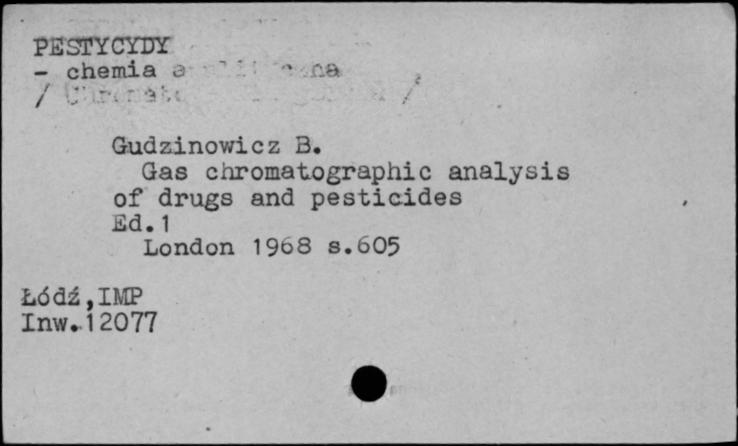 PESTYCYDY
- chemia
/ /
Gudzinowicz B.
Gas chromatographic analysis
of drugs and pesticides
Ed.1
London 1968 s.605
Łódź,IMP
Inw.12077